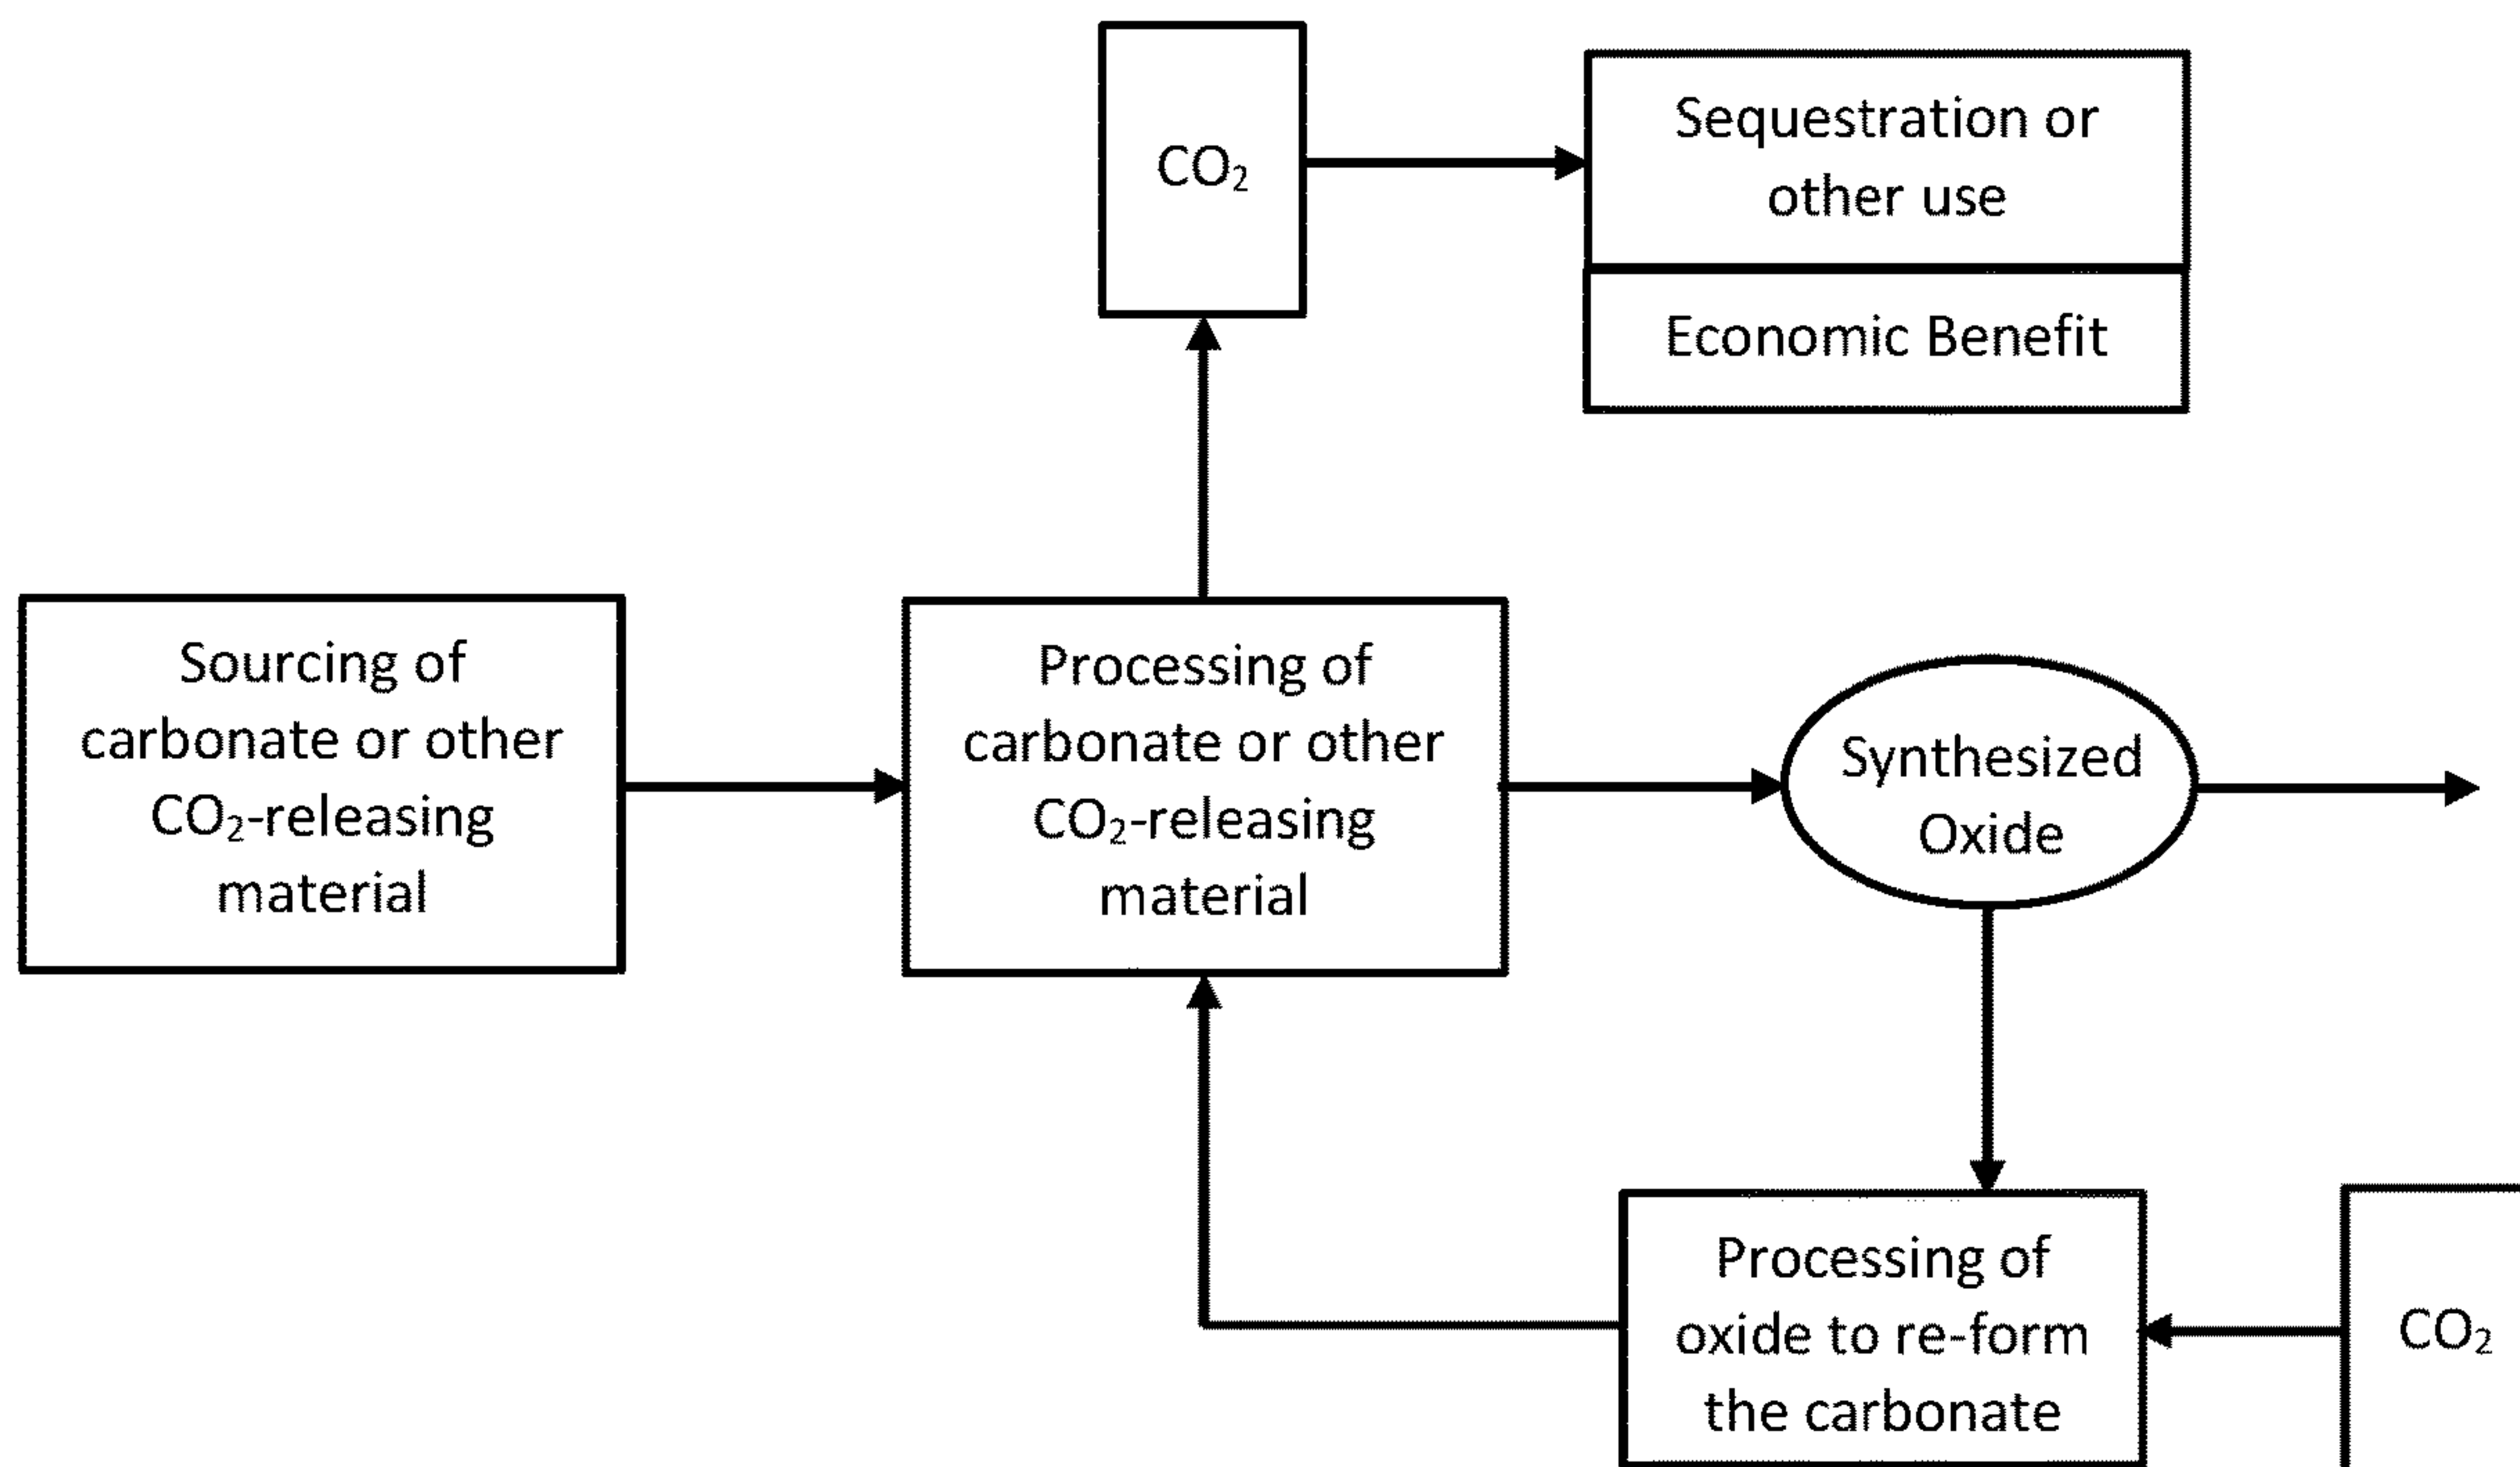 CO₂
Sequestration or
other use
Economic Benefit
Sourcing of
carbonate or other
CO₂-releasing
material
Processing of
carbonate or other
CO₂-releasing
material
Synthesized
Oxide
Processing of
oxide to re-form
the carbonate
CO₂